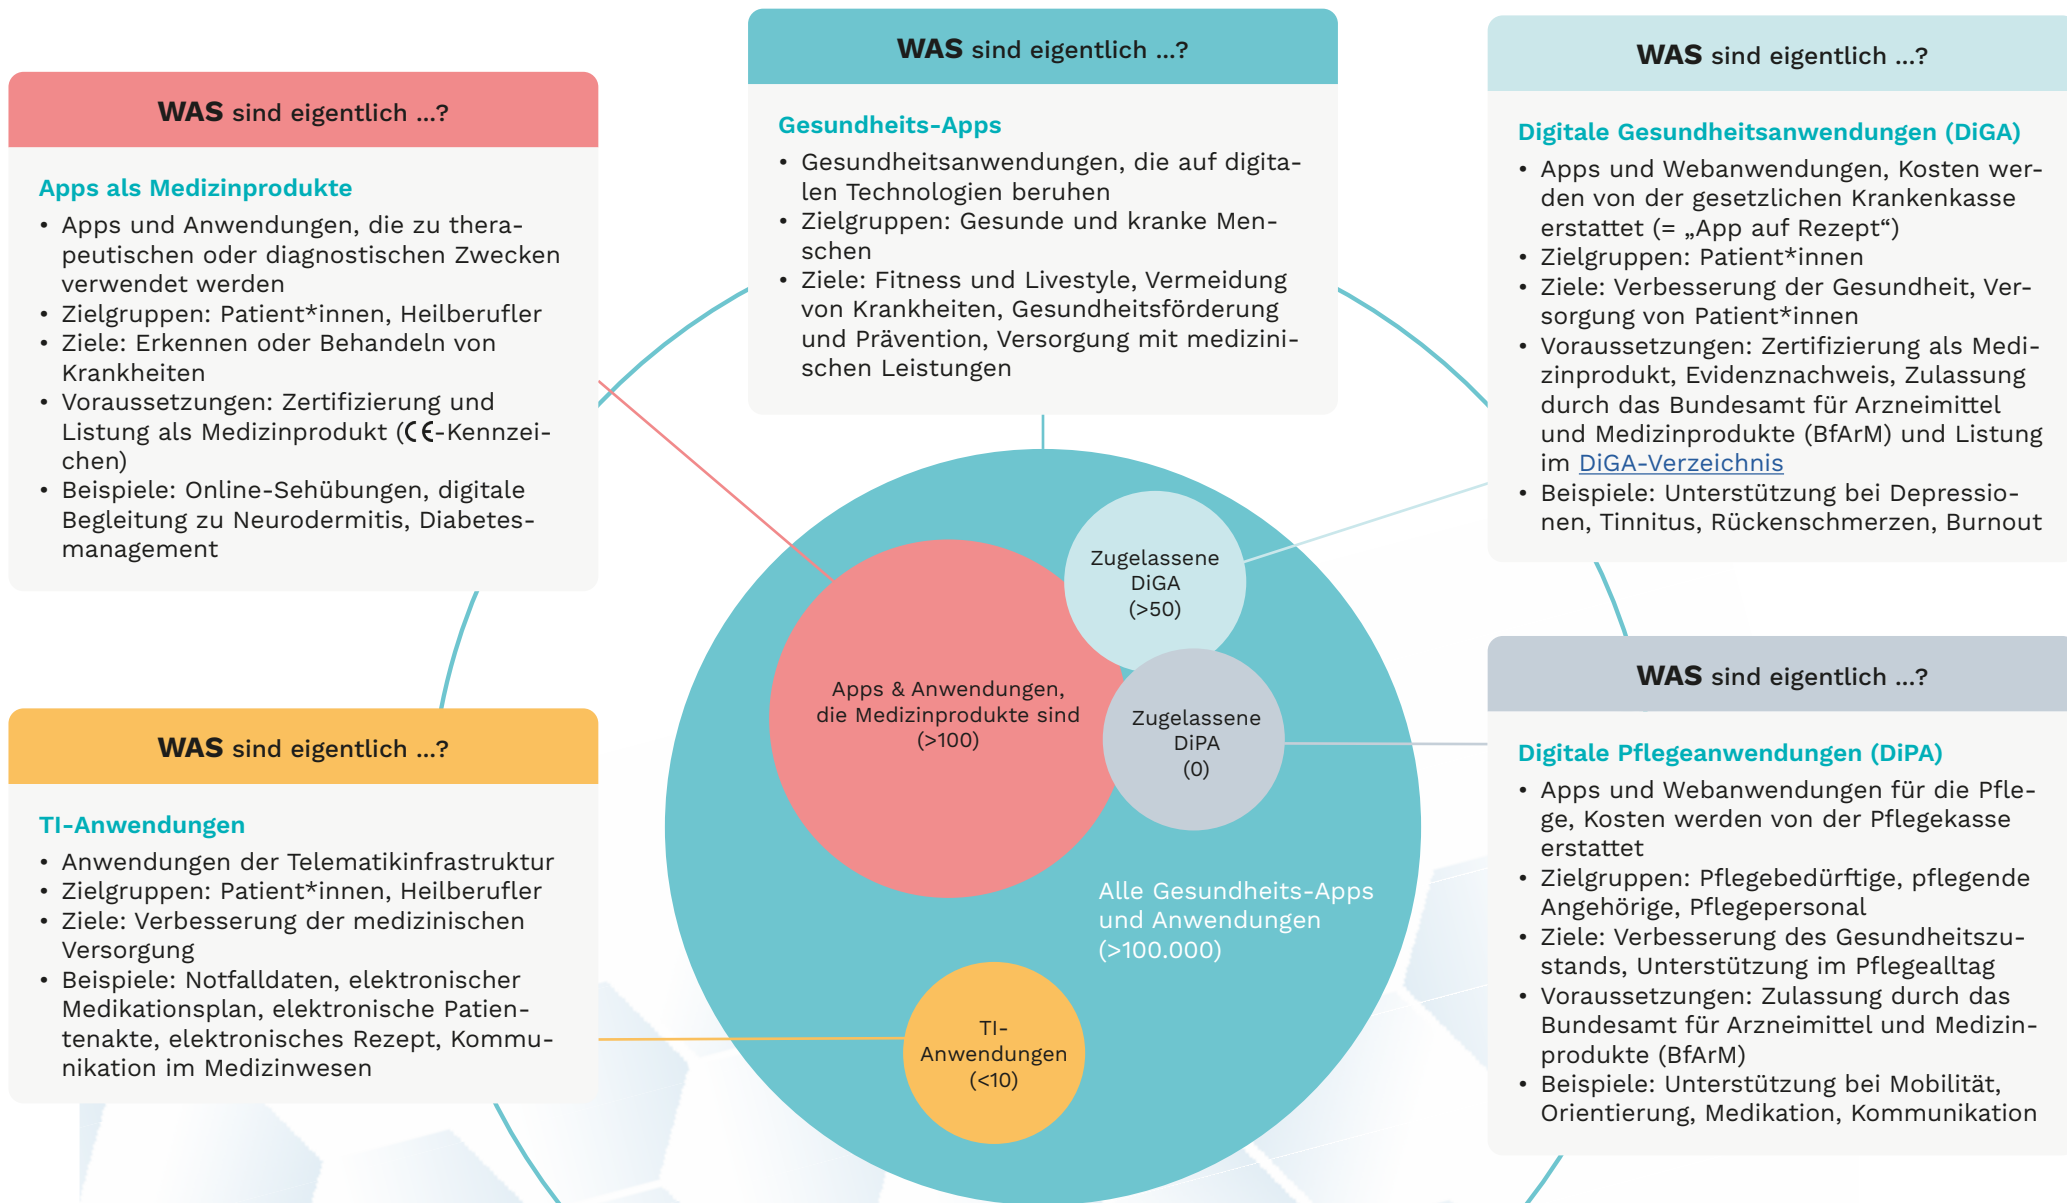 WAS sind eigentlich ...?
Apps als Medizinprodukte
• Apps und Anwendungen, die zu thera-
peutischen oder diagnostischen Zwecken
verwendet werden
• Zielgruppen: Patient*innen, Heilberufler
• Ziele: Erkennen oder Behandeln von
Krankheiten
• Voraussetzungen: Zertifizierung und
Listung als Medizinprodukt (CE-Kennzei-
chen)
• Beispiele: Online-Sehübungen, digitale
Begleitung zu Neurodermitis, Diabetes-
management
WAS sind eigentlich ...?
Gesundheits-Apps
• Gesundheitsanwendungen, die auf digita-
len Technologien beruhen
• Zielgruppen: Gesunde und kranke Men-
schen
• Ziele: Fitness und Livestyle, Vermeidung
von Krankheiten, Gesundheitsförderung
und Prävention, Versorgung mit medizini-
schen Leistungen
WAS sind eigentlich ...?
Digitale Gesundheitsanwendungen (DiGA)
• Apps und Webanwendungen, Kosten wer-
den von der gesetzlichen Krankenkasse
erstattet (= „App auf Rezept“)
• Zielgruppen: Patient*innen
• Ziele: Verbesserung der Gesundheit, Ver-
sorgung von Patient*innen
• Voraussetzungen: Zertifizierung als Medi-
zinprodukt, Evidenznachweis, Zulassung
durch das Bundesamt für Arzneimittel
und Medizinprodukte (BfArM) und Listung
im DiGA-Verzeichnis
• Beispiele: Unterstützung bei Depressio-
nen, Tinnitus, Rückenschmerzen, Burnout
WAS sind eigentlich ...?
TI-Anwendungen
• Anwendungen der Telematikinfrastruktur
• Zielgruppen: Patient*innen, Heilberufler
• Ziele: Verbesserung der medizinischen
Versorgung
• Beispiele: Notfalldaten, elektronischer
Medikationsplan, elektronische Patien-
tenakte, elektronisches Rezept, Kommu-
nikation im Medizinwesen
Zugelassene
DiGA
(>50)
Apps & Anwendungen,
die Medizinprodukte sind
(>100)
Zugelassene
DiPA
(0)
Alle Gesundheits-Apps
und Anwendungen
(>100.000)
TI-
Anwendungen
(<10)
WAS sind eigentlich ...?
Digitale Pflegeanwendungen (DiPA)
• Apps und Webanwendungen für die Pfle-
ge, Kosten werden von der Pflegekasse
erstattet
• Zielgruppen: Pflegebedürftige, pflegende
Angehörige, Pflegepersonal
• Ziele: Verbesserung des Gesundheitszu-
stands, Unterstützung im Pflegealltag
• Voraussetzungen: Zulassung durch das
Bundesamt für Arzneimittel und Medizin-
produkte (BfArM)
• Beispiele: Unterstützung bei Mobilität,
Orientierung, Medikation, Kommunikation